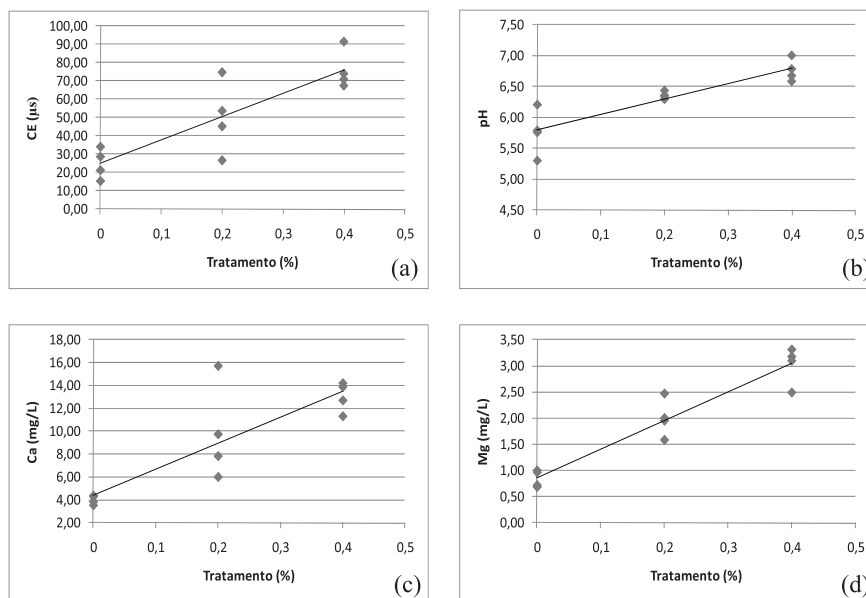 100,00
90,00
80,00
70,00
60,00
50,00
40,00
30,00
20,00
10,00
0,00
CE (µs)
0 0,1 0,2 0,3 0,4 0,5
Tratamento (%)
(a)
7,50
7,00
6,50
6,00
5,50
5,00
4,50
pH
0 0,1 0,2 0,3 0,4 0,5
Tratamento (%)
(b)
18,00
16,00
14,00
12,00
10,00
8,00
6,00
4,00
2,00
Ca (mg/L)
0 0,1 0,2 0,3 0,4 0,5
Tratamento (%)
(c)
3,50
3,00
2,50
2,00
1,50
1,00
0,50
0,00
Mg (mg/L)
0 0,1 0,2 0,3 0,4 0,5
Tratamento (%)
(d)